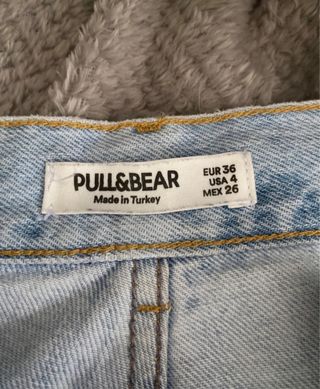 PULL&BEAR
Made in Turkey
EUR 36
USA 4
MEX 26